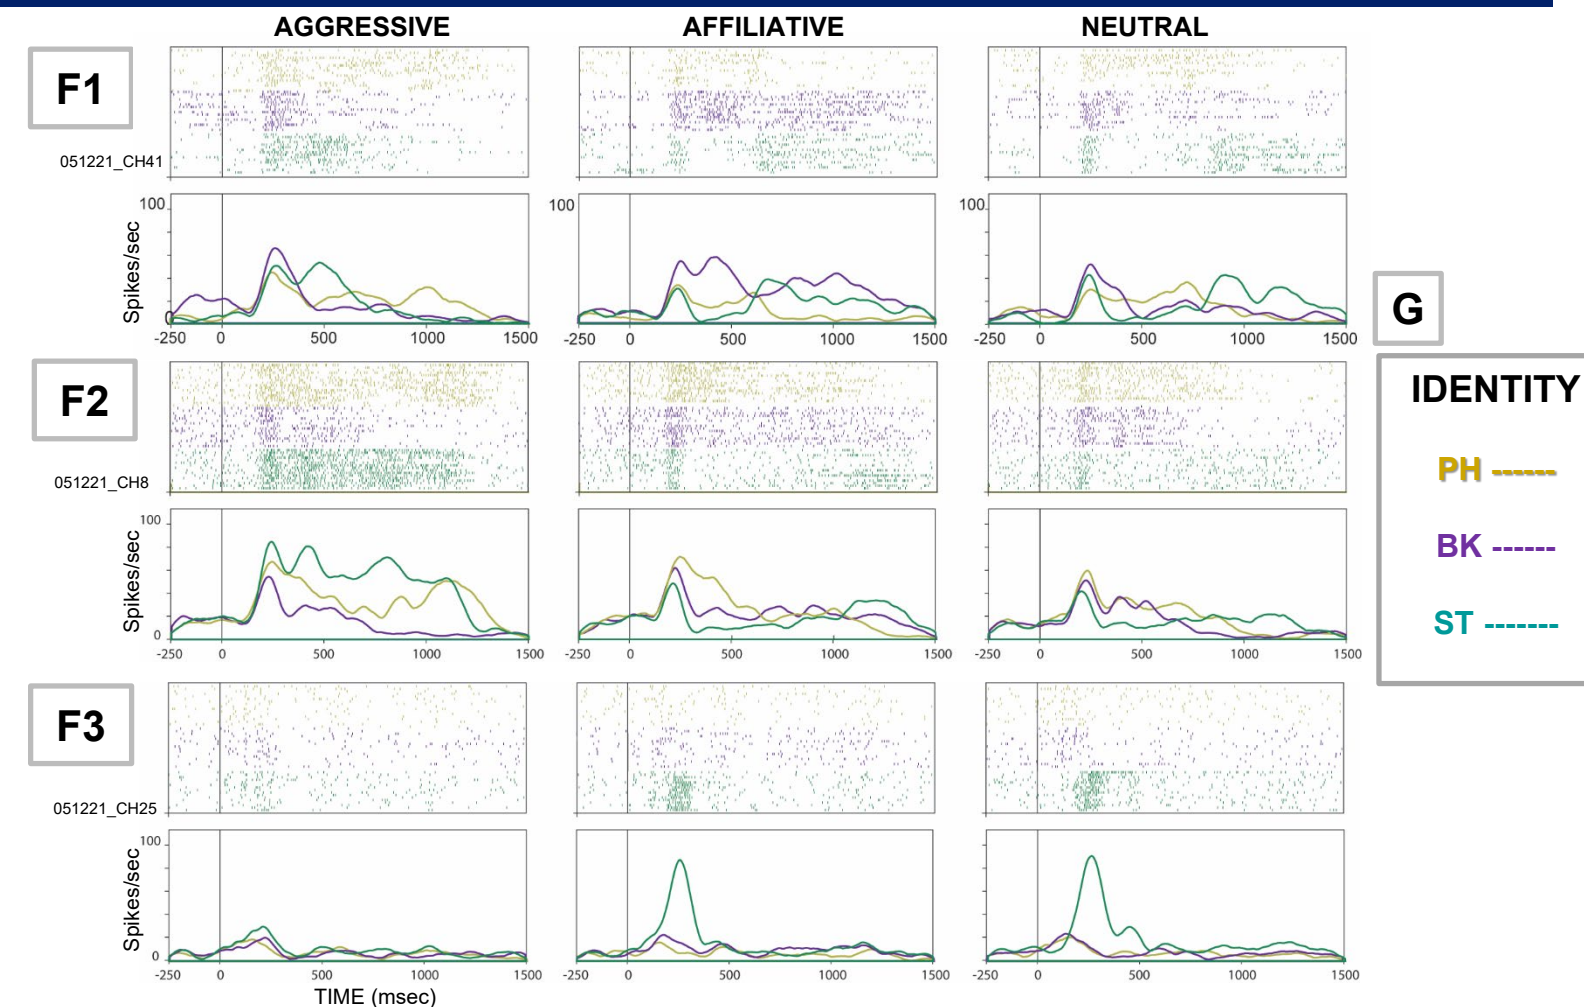 AGGRESSIVE AFFILIATIVE NEUTRAL
F1
051221_CH41
100 100 100
Spikes/sec
0
-250 0 500 1000 1500 -250 0 500 1000 1500 -250 0 500 1000 1500
G
IDENTITY
PH ------
BK ------
ST -------
F2
051221_CH8
100
Spikes/sec
0
-250 0 500 1000 1500 -250 0 500 1000 1500 -250 0 500 1000 1500
F3
051221_CH25
100
Spikes/sec
0
-250 0 500 1000 1500 -250 0 500 1000 1500 -250 0 500 1000 1500
TIME (msec)